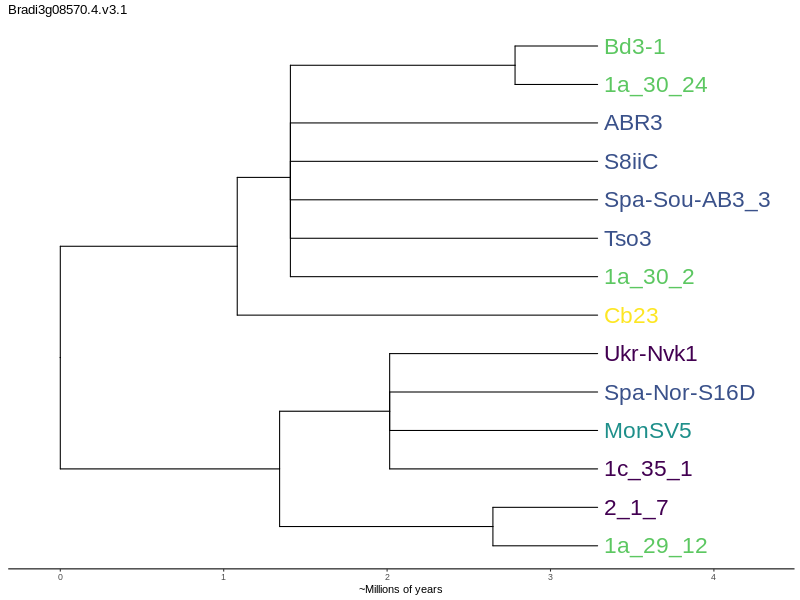 Bradi3g08570.4.v3.1
Bd3-1
1a_30_24
ABR3
S8iiC
Spa-Sou-AB3_3
Tso3
1a_30_2
Cb23
Ukr-Nvk1
Spa-Nor-S16D
MonSV5
1c_35_1
2_1_7
1a_29_12
0 1 2 3 4
~Millions of years